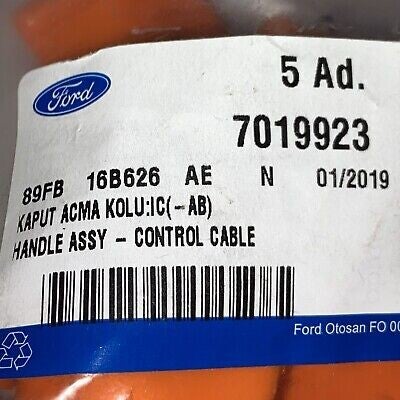 Ford
5 Ad.
7019923
89FB 16B626 AE N 01/2019
KAPUT ACMA KOLU:IC(-AB)
HANDLE ASSY - CONTROL CABLE
Ford Otosan FO 00